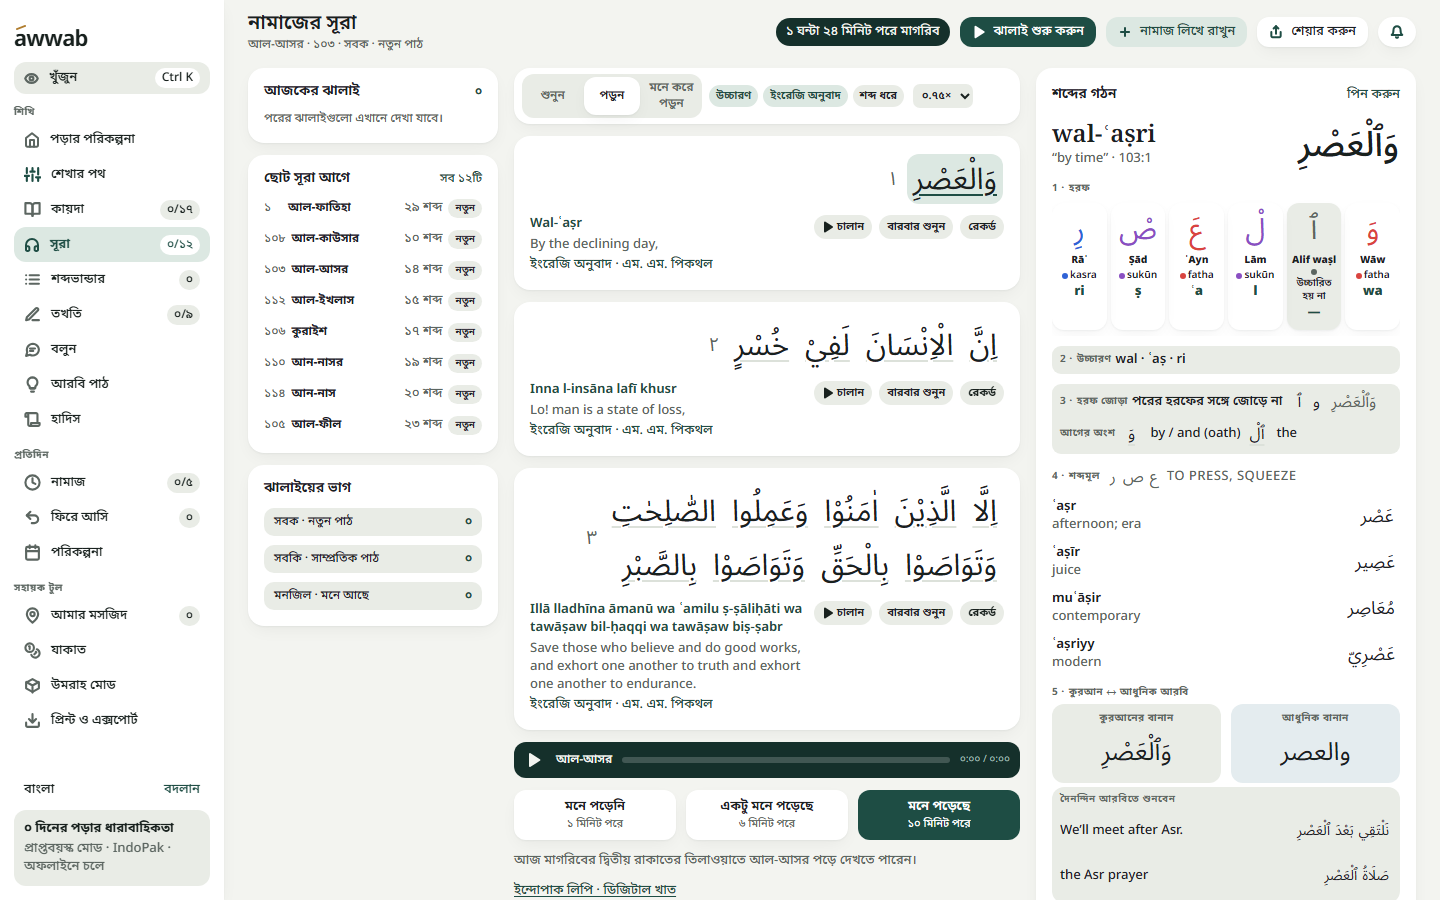 awwab
খুঁজুন Ctrl K
শিখি
পড়ার পরিকল্পনা
শেখার পথ
কায়দা ০/১৭
সূরা ০/১২
শব্দভান্ডার ০
তখতি ০/৯
বলুন
আরবি পাঠ
হাদিস
প্রতিদিন
নামাজ ০/৫
ফিরে আসি ০
পরিকল্পনা
সহায়ক টুল
আমার মসজিদ ০
যাকাত
উমরাহ মোড
প্রিন্ট ও এক্সপোর্ট
বাংলা বদলান
০ দিনের পড়ার ধারাবাহিকতা
প্রাপ্তবয়স্ক মোড · IndoPak ·
অফলাইনে চলে
নামাজের সূরা
আল-আসর · ১০৩ · সবক · নতুন পাঠ
১ ঘন্টা ২৪ মিনিট পরে মাগরিব
ঝালাই শুরু করুন
নামাজ লিখে রাখুন
শেয়ার করুন
আজকের ঝালাই ০
পরের ঝালাইগুলো এখানে দেখা যাবে।
ছোট সূরা আগে সব ১২টি
১ আল-ফাতিহা ২৯ শব্দ নতুন
১০৮ আল-কাউসার ১০ শব্দ নতুন
১০৩ আল-আসর ১৪ শব্দ নতুন
১১২ আল-ইখলাস ১৫ শব্দ নতুন
১০৬ কুরাইশ ১৭ শব্দ নতুন
১১০ আন-নাসর ১৯ শব্দ নতুন
১১৪ আন-নাস ২০ শব্দ নতুন
১০৫ আল-ফীল ২৩ শব্দ নতুন
ঝালাইয়ের ভাগ
সবক · নতুন পাঠ ০
সবকি · সাম্প্রতিক পাঠ ০
মনজিল · মনে আছে ০
শুনুন
পড়ুন
মনে করে
পড়ুন
উচ্চারণ
ইংরেজি অনুবাদ
শব্দ ধরে
০.৭৫×
وَالْعَصْرِ ١
Wal-ʿaṣr
By the declining day,
ইংরেজি অনুবাদ · এম. এম. পিকথল
চালান
বারবার শুনুন
রেকর্ড
اِنَّ الْاِنْسَانَ لَفِيْ خُسْرٍ ٢
Inna l-insāna lafī khusr
Lo! man is a state of loss,
ইংরেজি অনুবাদ · এম. এম. পিকথল
চালান
বারবার শুনুন
রেকর্ড
اِلَّا الَّذِيْنَ اٰمَنُوْا وَعَمِلُوا الصّٰلِحٰتِ
وَتَوَاصَوْا بِالْحَقِّ وَتَوَاصَوْا بِالصَّبْرِ ٣
Illā lladhīna āmanū wa ʿamilu ṣ-ṣāliḥāti wa
tawāṣaw bil-ḥaqqi wa tawāṣaw biṣ-ṣabr
Save those who believe and do good works,
and exhort one another to truth and exhort
one another to endurance.
ইংরেজি অনুবাদ · এম. এম. পিকথল
চালান
বারবার শুনুন
রেকর্ড
আল-আসর ০:০০ / ০:০০
মনে পড়েনি
১ মিনিট পরে
একটু মনে পড়েছে
৬ মিনিট পরে
মনে পড়েছে
১০ মিনিট পরে
আজ মাগরিবের দ্বিতীয় রাকাতের তিলাওয়াতে আল-আসর পড়ে দেখতে পারেন।
ইন্দোপাক লিপি · ডিজিটাল খাত
শব্দের গঠন পিন করুন
wal-ʿaṣri وَٱلْعَصْرِ
“by time” · 103:1
১ · হরফ
رِ صْ عَ لْ ٱ وَ
Rāʾ Ṣād ʿAyn Lām Alif waṣl Wāw
kasra sukūn fatha sukūn উচ্চারিত হয় না fatha
ri ṣ ʿa l — wa
২ · উচ্চারণ wal · ʿaṣ · ri
৩ · হরফ জোড়া পরের হরফের সঙ্গে জোড়ে না ٱ و وَٱلْعَصْرِ
আগের অংশ وَ by / and (oath) ٱلْ the
৪ · শব্দমূল ع ص ر TO PRESS, SQUEEZE
ʿaṣr عَصْر
afternoon; era
ʿaṣīr عَصِير
juice
muʿāṣir مُعَاصِر
contemporary
ʿaṣriyy عَصْرِيّ
modern
৫ · কুরআন ↔ আধুনিক আরবি
কুরআনের বানান আধুনিক বানান
وَٱلْعَصْرِ والعصر
দৈনন্দিন আরবিতে শুনবেন
We’ll meet after Asr. نَلْتَقِي بَعْدَ ٱلْعَصْرِ
the Asr prayer صَلَاةُ ٱلْعَصْرِ